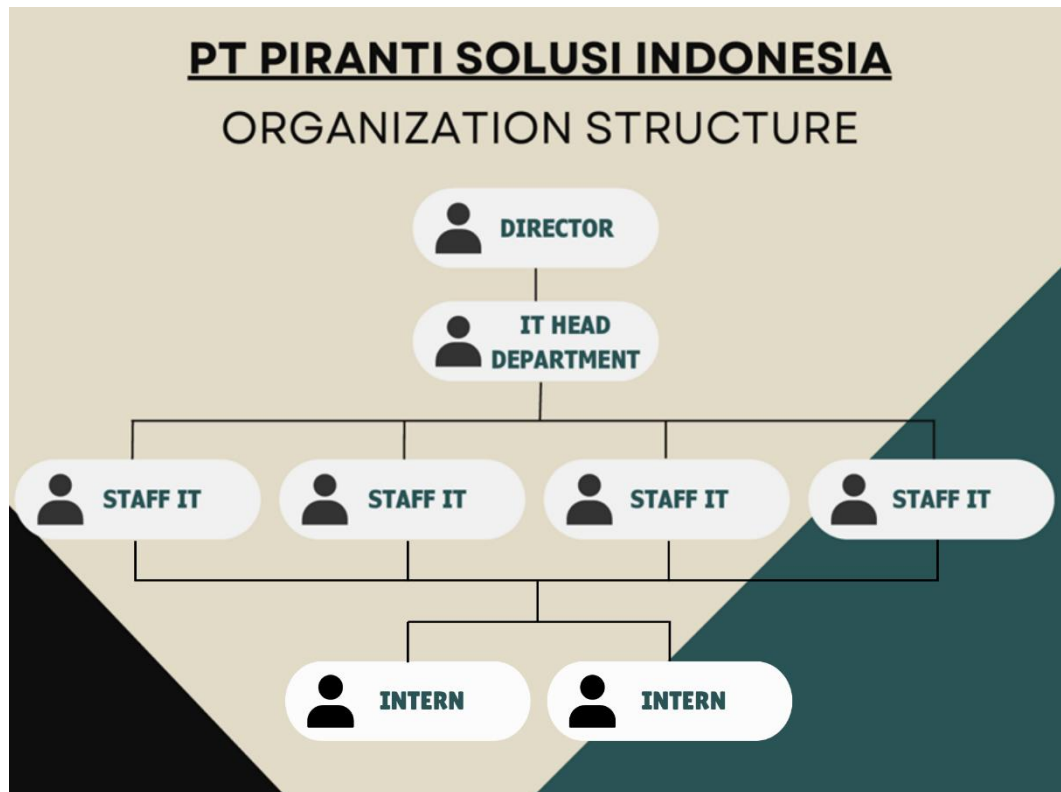 PT PIRANTI SOLUSI INDONESIA
ORGANIZATION STRUCTURE
DIRECTOR
IT HEAD
DEPARTMENT
STAFF IT
STAFF IT
STAFF IT
STAFF IT
INTERN
INTERN